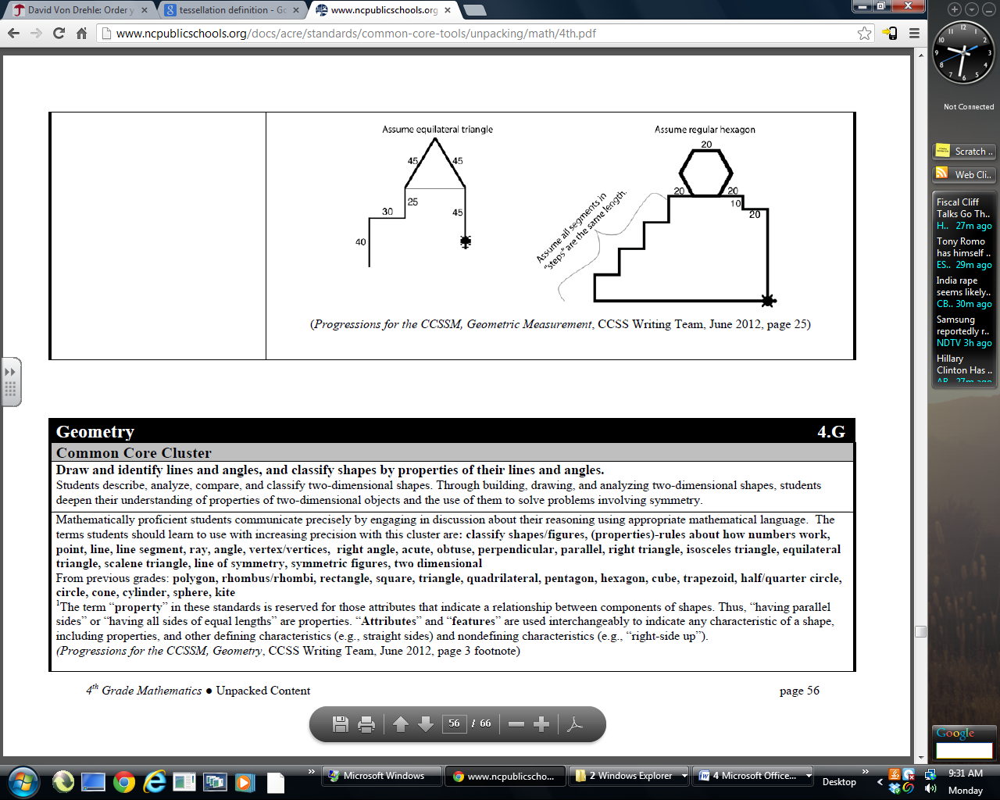 David Von Drehle: Order y
tessellation definition - Go
www.ncpublicschools.org
www.ncpublicschools.org/docs/acre/standards/common-core-tools/unpacking/math/4th.pdf
Assume equilateral triangle
45
45
25
30
45
40
Assume regular hexagon
20
20
20
10
20
Assume all segments in
"steps" are the same length.
(Progressions for the CCSSM, Geometric Measurement, CCSS Writing Team, June 2012, page 25)
Geometry 4.G
Common Core Cluster
Draw and identify lines and angles, and classify shapes by properties of their lines and angles.
Students describe, analyze, compare, and classify two-dimensional shapes. Through building, drawing, and analyzing two-dimensional shapes, students
deepen their understanding of properties of two-dimensional objects and the use of them to solve problems involving symmetry.
Mathematically proficient students communicate precisely by engaging in discussion about their reasoning using appropriate mathematical language. The
terms students should learn to use with increasing precision with this cluster are: classify shapes/figures, (properties)-rules about how numbers work,
point, line, line segment, ray, angle, vertex/vertices, right angle, acute, obtuse, perpendicular, parallel, right triangle, isosceles triangle, equilateral
triangle, scalene triangle, line of symmetry, symmetric figures, two dimensional
From previous grades: polygon, rhombus/rhombi, rectangle, square, triangle, quadrilateral, pentagon, hexagon, cube, trapezoid, half/quarter circle,
circle, cone, cylinder, sphere, kite
1The term “property” in these standards is reserved for those attributes that indicate a relationship between components of shapes. Thus, “having parallel
sides” or “having all sides of equal lengths” are properties. “Attributes” and “features” are used interchangeably to indicate any characteristic of a shape,
including properties, and other defining characteristics (e.g., straight sides) and nondefining characteristics (e.g., “right-side up”).
(Progressions for the CCSSM, Geometry, CCSS Writing Team, June 2012, page 3 footnote)
4th Grade Mathematics ● Unpacked Content page 56
56 / 66
12
1
2
3
4
5
6
7
8
9
10
11
Not Connected
Scratch ..
Web Cli..
Fiscal Cliff
Talks Go Th..
H.. 27m ago
Tony Romo
has himself ..
ES.. 29m ago
India rape
seems likely..
CB.. 30m ago
Samsung
reportedly r..
NDTV 3h ago
Hillary
Clinton Has ..
AB.. 27m ago
Google
Microsoft Windows
www.ncpublicscho...
2 Windows Explorer
4 Microsoft Office...
Desktop
9:31 AM
Monday